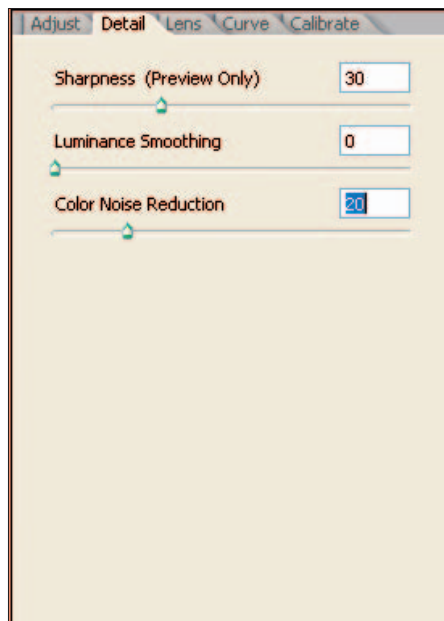 Adjust Detail Lens Curve Calibrate
Sharpness (Preview Only) 30
Luminance Smoothing 0
Color Noise Reduction 20